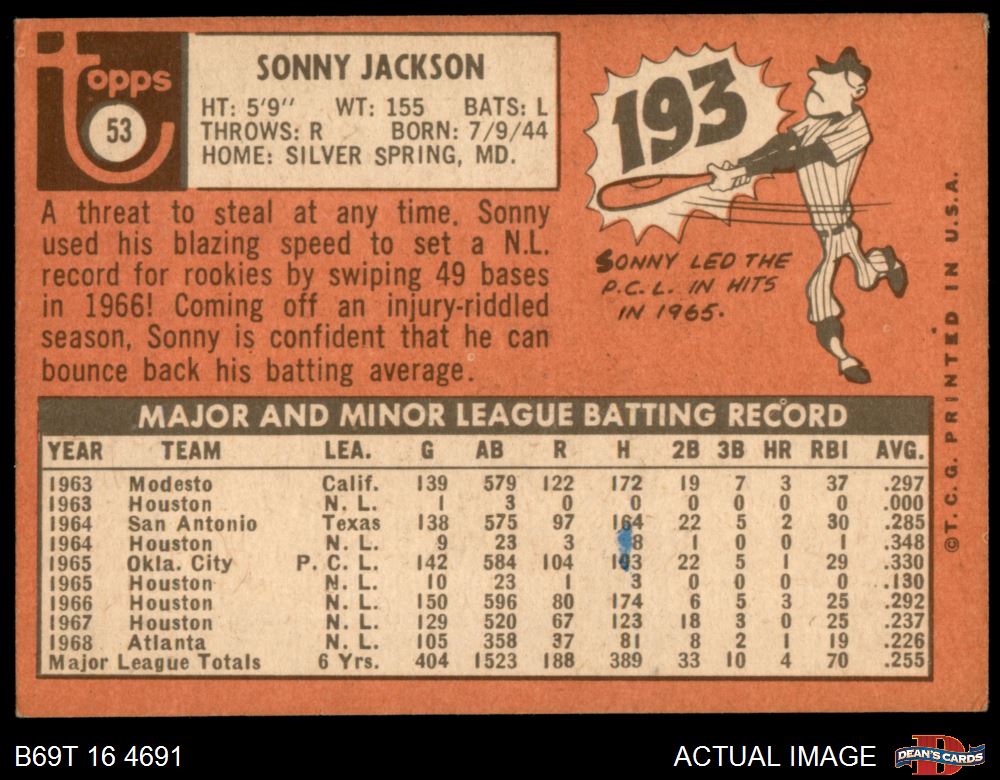 topps
53
SONNY JACKSON
HT: 5'9" WT: 155 BATS: L
THROWS: R BORN: 7/9/44
HOME: SILVER SPRING, MD.
A threat to steal at any time, Sonny
used his blazing speed to set a N.L.
record for rookies by swiping 49 bases
in 1966! Coming off an injury-riddled
season, Sonny is confident that he can
bounce back his batting average.
193
SONNY LED THE
P.C.L. IN HITS
IN 1965.
©T.C.G. PRINTED IN U.S.A.
MAJOR AND MINOR LEAGUE BATTING RECORD
YEAR TEAM LEA. G AB R H 2B 3B HR RBI AVG.
1963 Modesto Calif. 139 579 122 172 19 7 3 37 .297
1963 Houston N. L. 1 3 0 0 0 0 0 0 .000
1964 San Antonio Texas 138 575 97 164 22 5 2 30 .285
1964 Houston N. L. 9 23 3 8 1 0 0 1 .348
1965 Okla. City P. C. L. 142 584 104 193 22 5 1 29 .330
1965 Houston N. L. 10 23 1 3 0 0 0 0 .130
1966 Houston N. L. 150 596 80 174 6 5 3 25 .292
1967 Houston N. L. 129 520 67 123 18 3 0 25 .237
1968 Atlanta N. L. 105 358 37 81 8 2 1 19 .226
Major League Totals 6 Yrs. 404 1523 188 389 33 10 4 70 .255
B69T 16 4691
ACTUAL IMAGE
D
DEAN'S CARDS